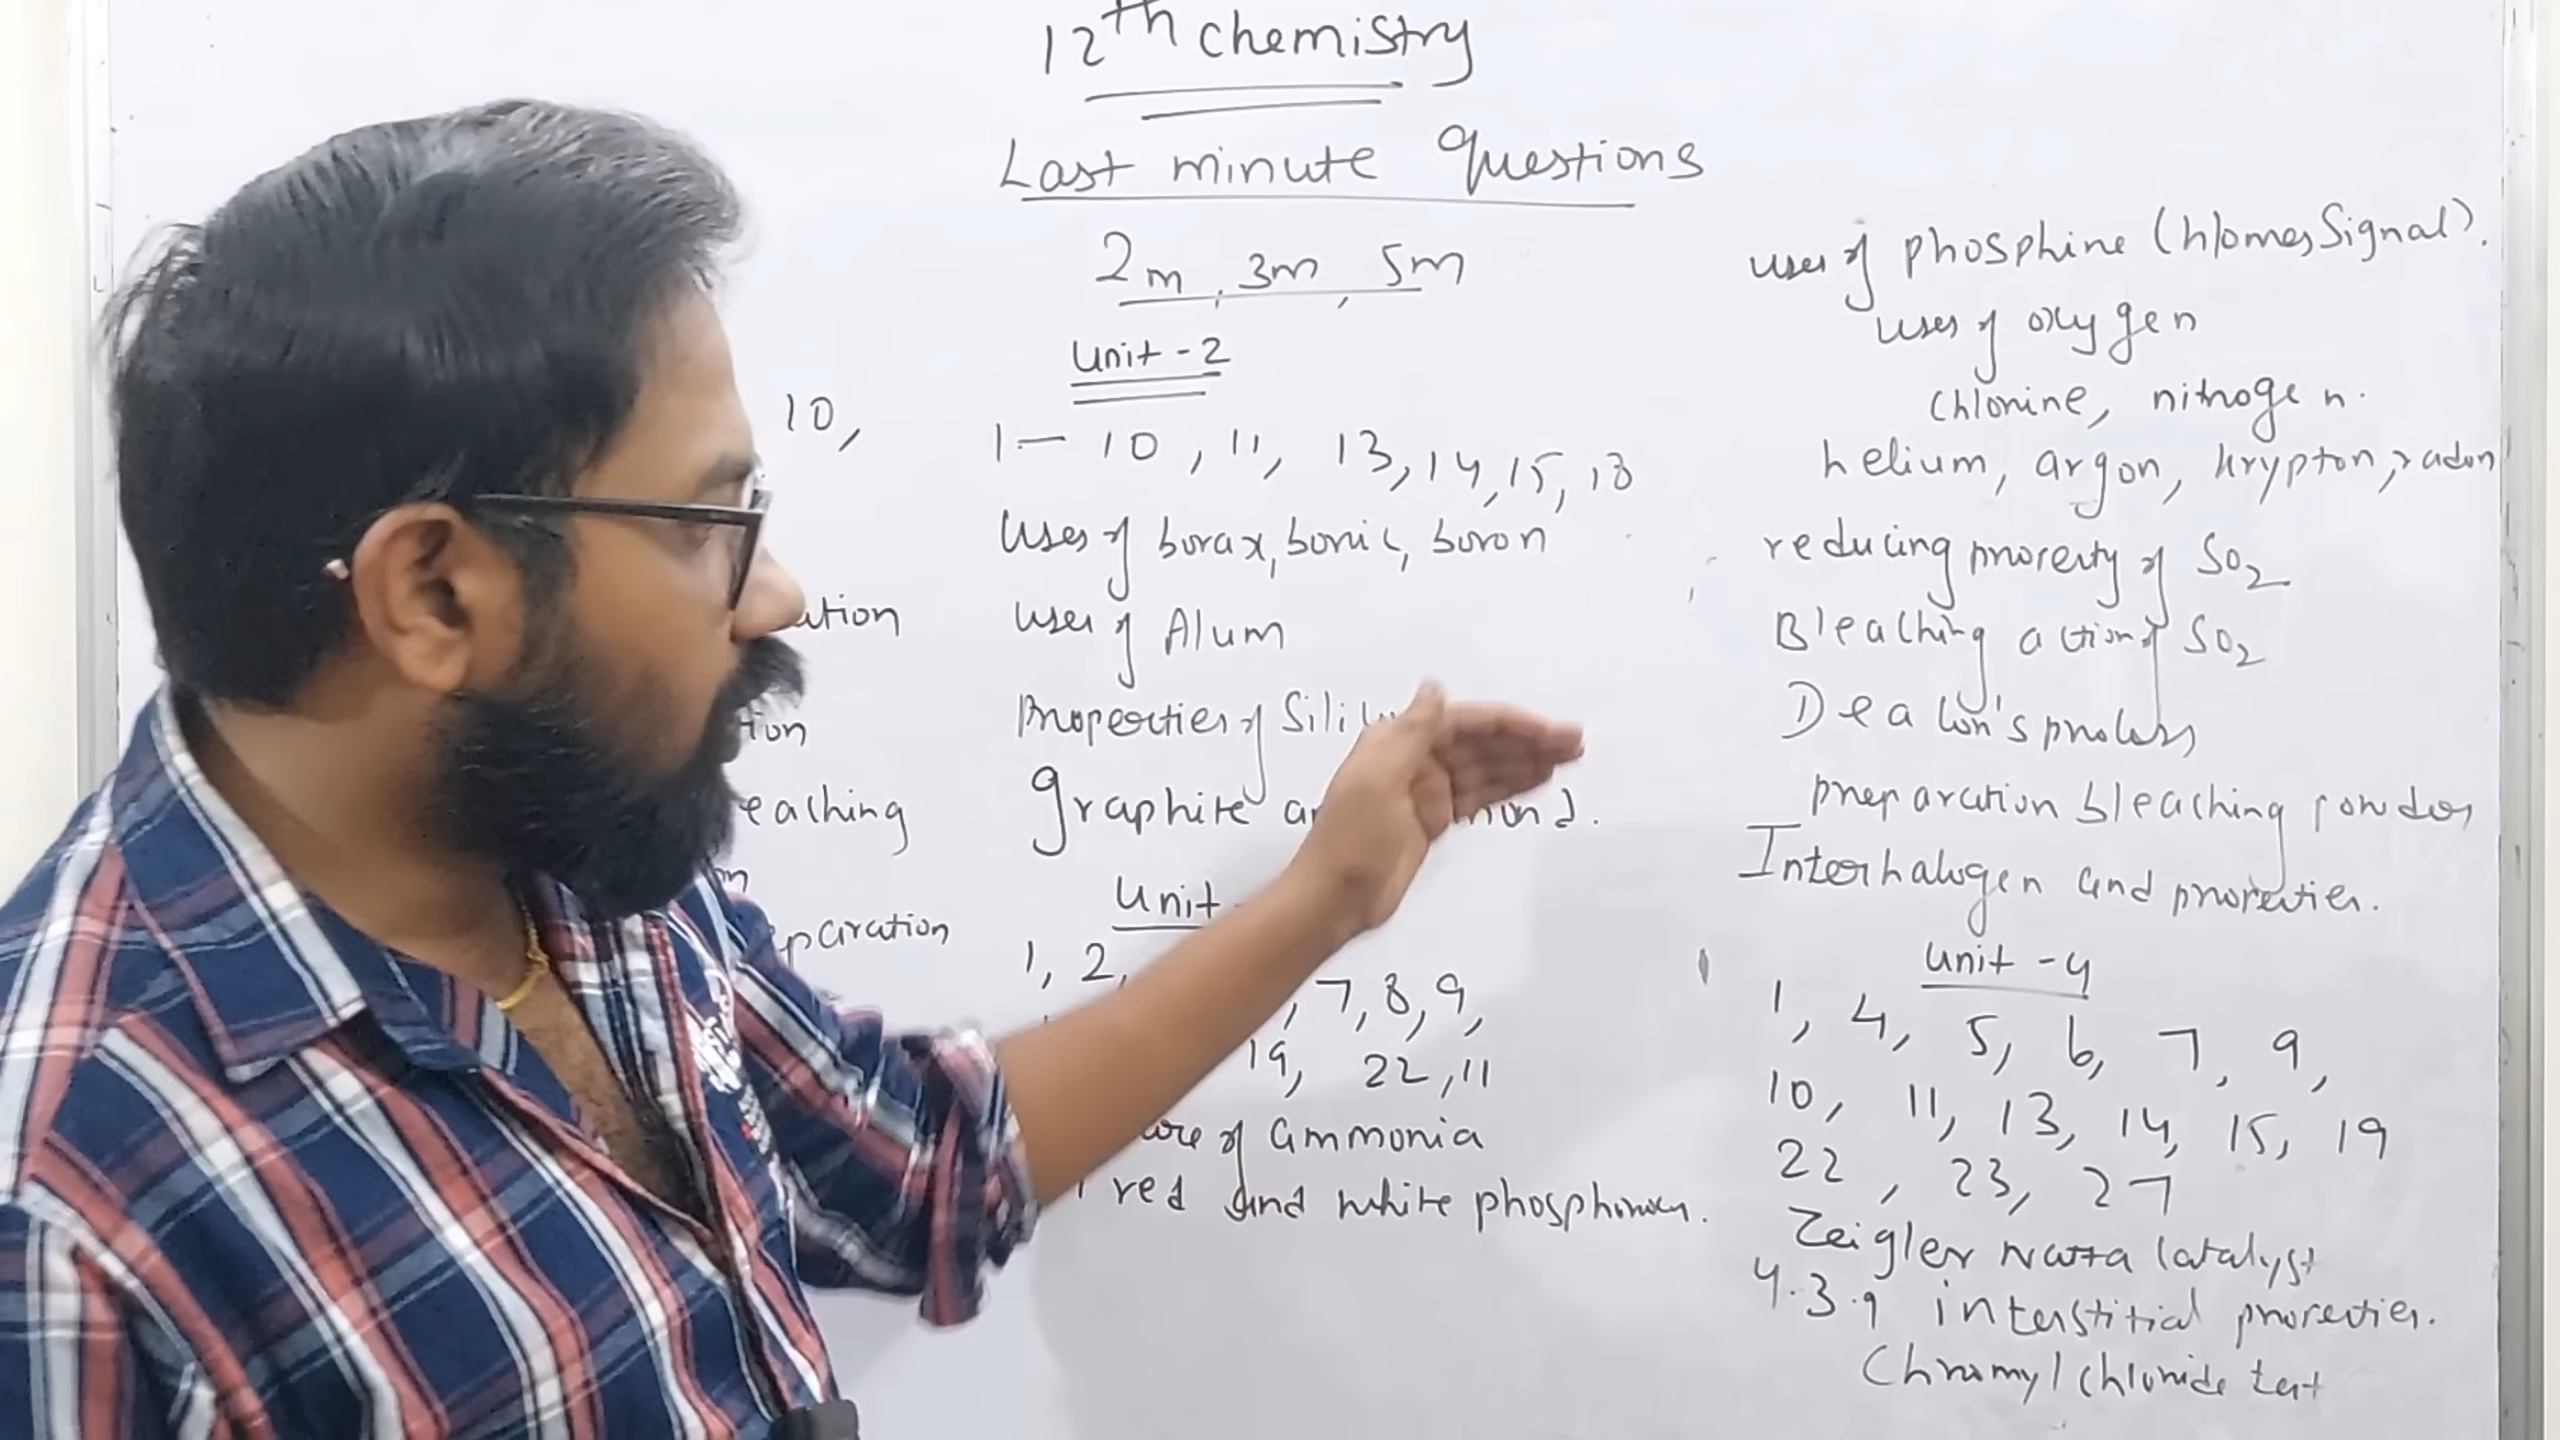 12th chemistry
Last minute Questions
2m, 3m, 5m
10,
ation
tion
eaching
paration
Unit - 2
1 - 10, 11, 13, 14, 15, 18
Uses of borax, boric, boron
Uses of Alum
Properties of
graphite
Unit
1, 2, 7, 8, 9,
19, 22, 11
of ammonia
red and white phosphorus.
Uses of phosphine (holmes Signal).
Uses of oxygen
Chlorine, nitrogen.
helium, argon, krypton, radon
reducing proerty of SO2
Bleaching action of SO2
Deacon's process
preparation bleaching powder
Interhalogen and properties.
Unit - 4
1, 4, 5, 6, 7, 9,
10, 11, 13, 14, 15, 19
22, 23, 27
Zeigler natta catalyst
4.3.9 interstitial properties.
Chromyl chloride test